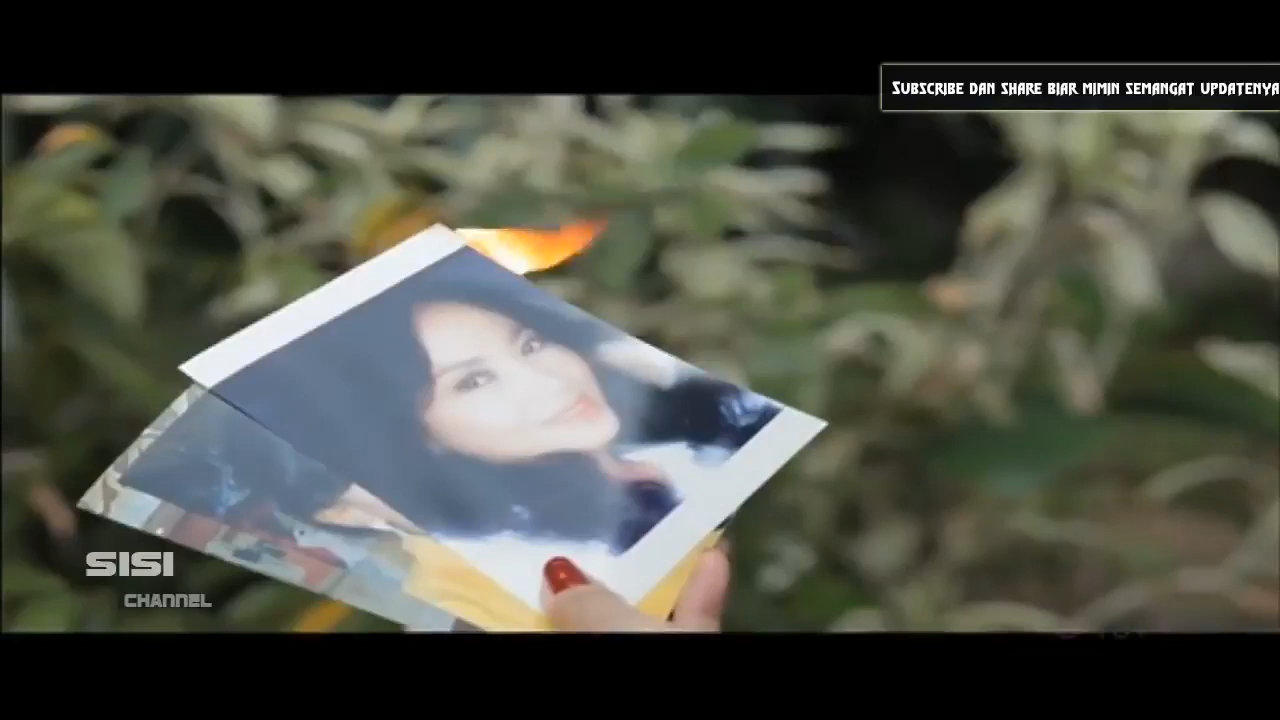 SUBSCRIBE DAN SHARE BIAR MIMIN SEMANGAT UPDATENYA
SISI
CHANNEL